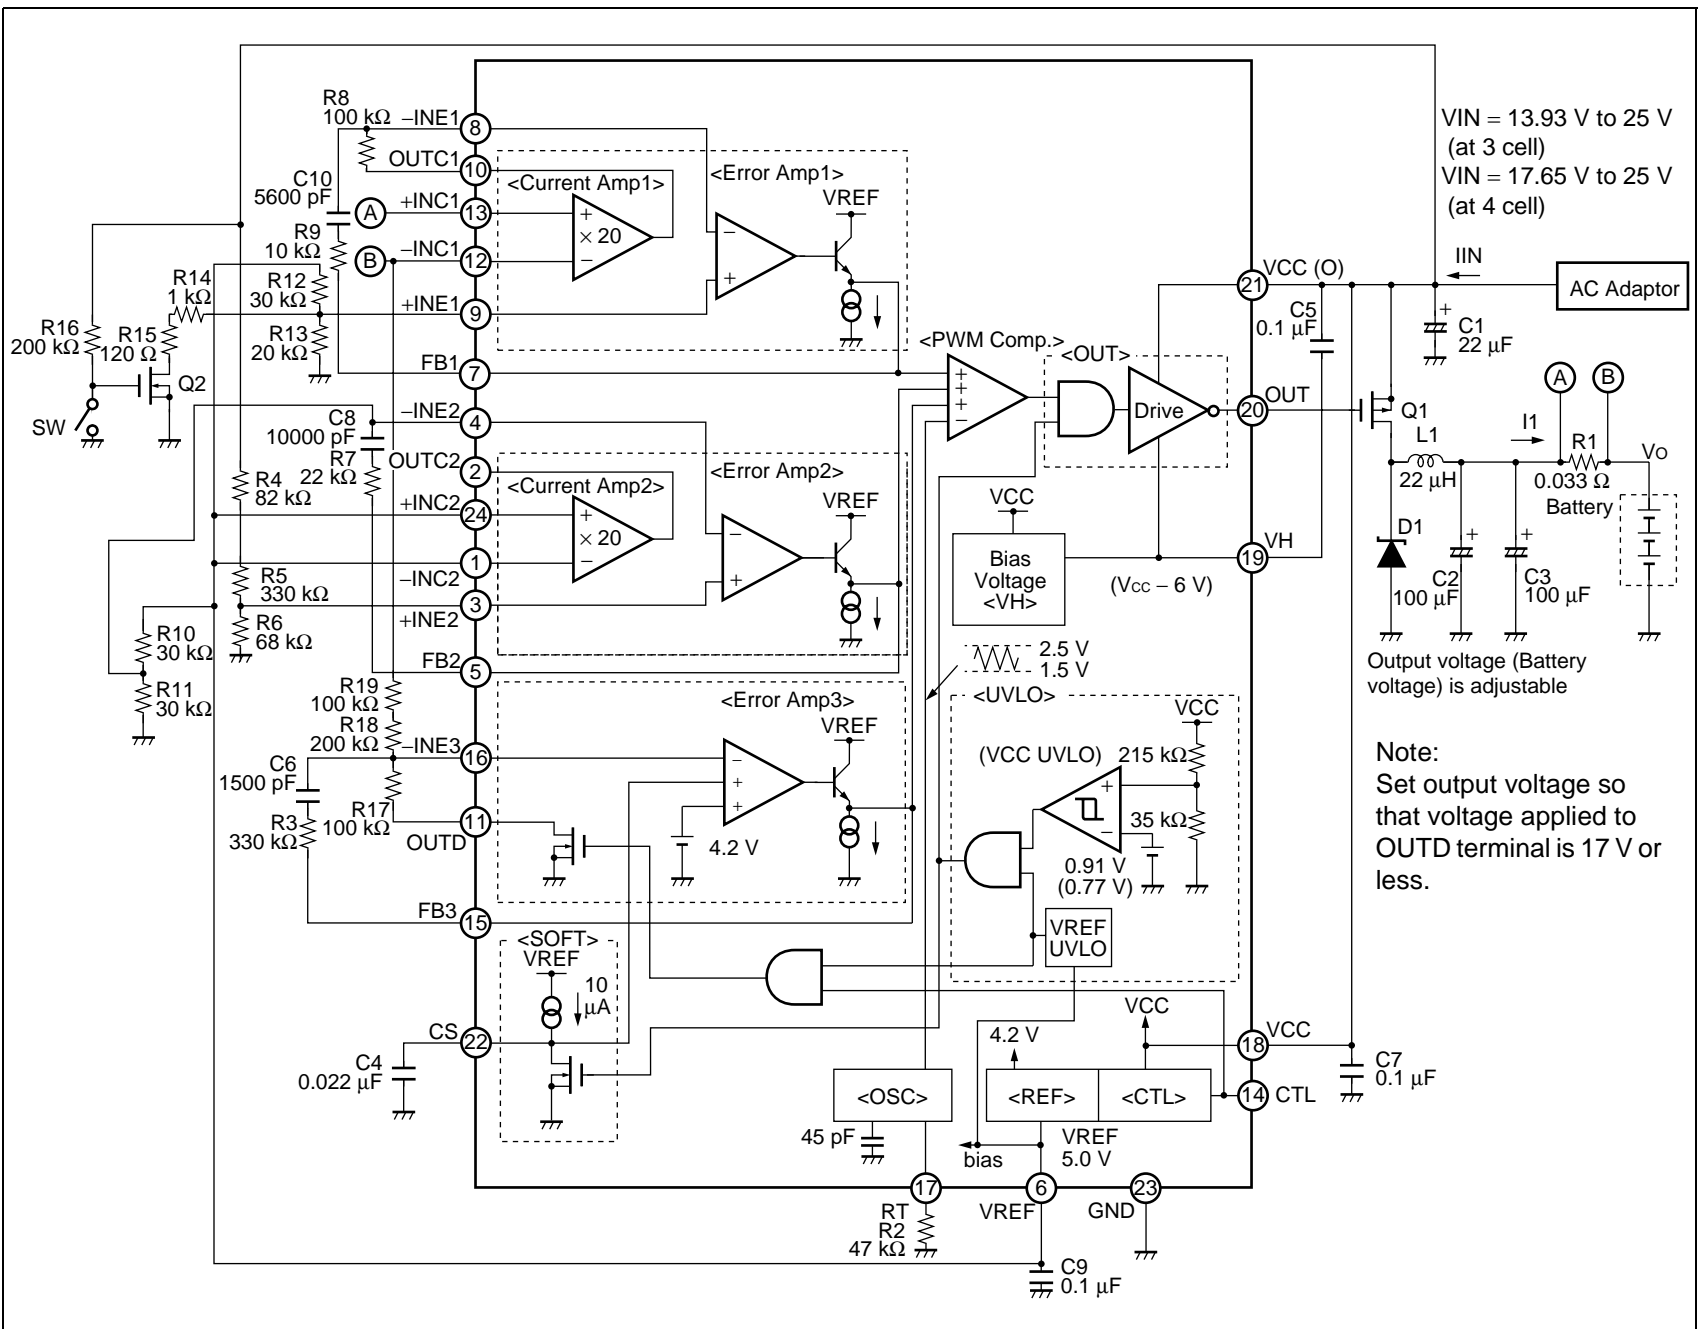 R8
100 kΩ
−INE1
8
OUTC1
10
C10
5600 pF
A
+INC1
13
R9
10 kΩ
B
−INC1
12
R14
1 kΩ
R12
30 kΩ
+INE1
9
R16
200 kΩ
R15
120 Ω
R13
20 kΩ
Q2
SW
FB1
7
<Current Amp1>
+
× 20
−
<Error Amp1>
VREF
−
+
C8
10000 pF
−INE2
4
R7
22 kΩ
OUTC2
2
R4
82 kΩ
+INC2
24
1
−INC2
R5
330 kΩ
3
+INE2
R6
68 kΩ
R10
30 kΩ
R11
30 kΩ
FB2
5
<Current Amp2>
+
× 20
−
<Error Amp2>
VREF
−
+
R19
100 kΩ
R18
200 kΩ
−INE3
16
C6
1500 pF
R17
100 kΩ
11
OUTD
R3
330 kΩ
FB3
15
<Error Amp3>
VREF
−
+
+
4.2 V
<SOFT>
VREF
10
μA
CS
22
C4
0.022 μF
<PWM Comp.>
+
+
+
−
<OUT>
Drive
VCC
Bias
Voltage
<VH>
(VCC − 6 V)
2.5 V
1.5 V
<UVLO>
VCC
(VCC UVLO)
215 kΩ
+
−
35 kΩ
0.91 V
(0.77 V)
VREF
UVLO
VCC
4.2 V
<OSC>
45 pF
<REF>
<CTL>
bias
VREF
5.0 V
17
RT
R2
47 kΩ
6
VREF
23
GND
C9
0.1 μF
21
VCC (O)
C5
0.1 μF
20
OUT
19
VH
18
VCC
14
CTL
C7
0.1 μF
VIN = 13.93 V to 25 V
(at 3 cell)
VIN = 17.65 V to 25 V
(at 4 cell)
IIN
AC Adaptor
+
C1
22 μF
A
B
Q1
I1
L1
22 μH
R1
0.033 Ω
VO
Battery
D1
+
C2
100 μF
+
C3
100 μF
Output voltage (Battery
voltage) is adjustable
Note:
Set output voltage so
that voltage applied to
OUTD terminal is 17 V or
less.